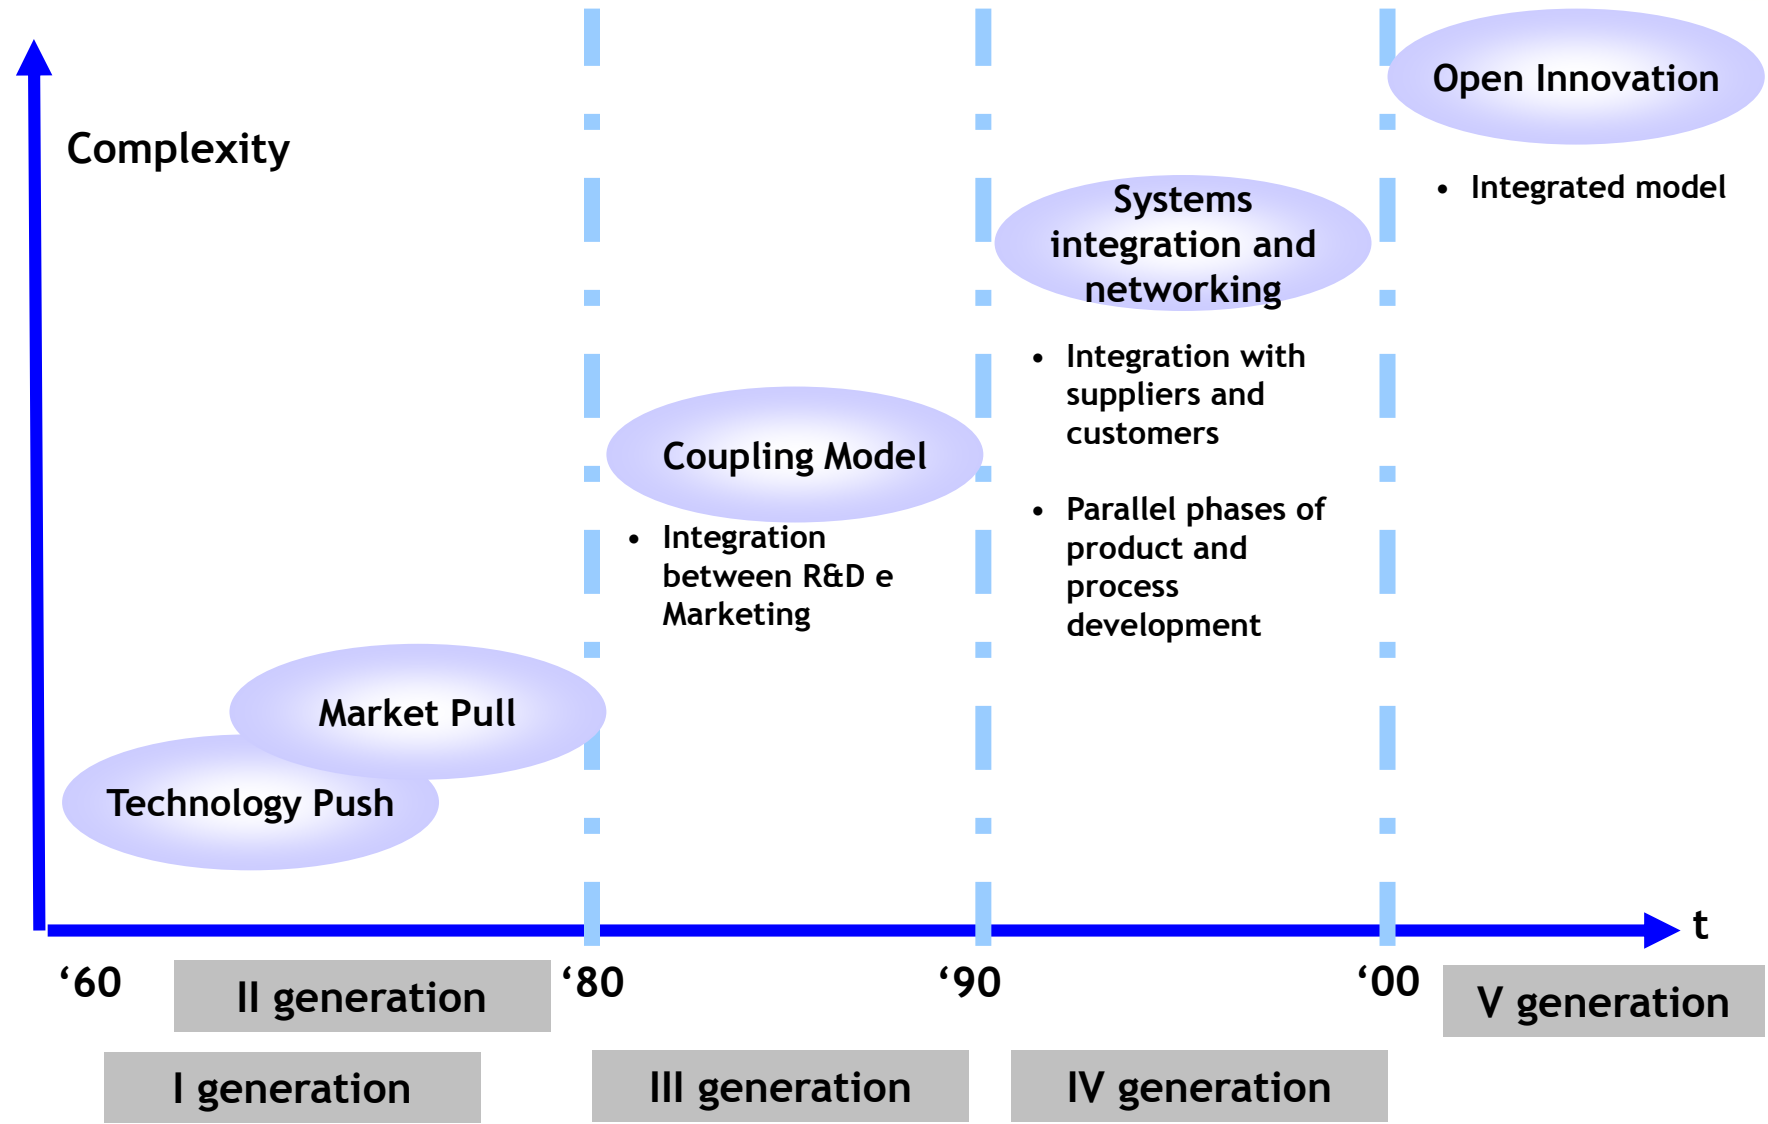 Complexity
Open Innovation
• Integrated model
Systems
integration and
networking
• Integration with
suppliers and
customers
• Parallel phases of
product and
process
development
Coupling Model
• Integration
between R&D e
Marketing
Market Pull
Technology Push
t
‘60
‘80
‘90
‘00
II generation
V generation
I generation
III generation
IV generation